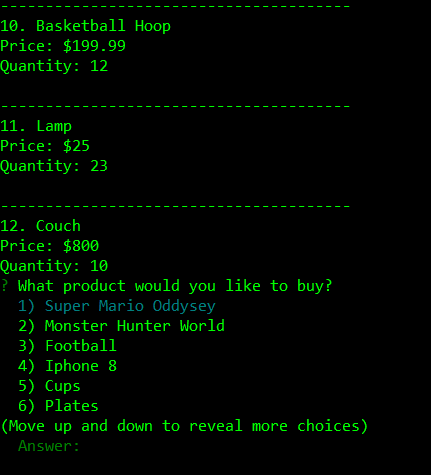 ---------------------------------------
10. Basketball Hoop
Price: $199.99
Quantity: 12
---------------------------------------
11. Lamp
Price: $25
Quantity: 23
---------------------------------------
12. Couch
Price: $800
Quantity: 10
? What product would you like to buy?
1) Super Mario Oddysey
2) Monster Hunter World
3) Football
4) Iphone 8
5) Cups
6) Plates
(Move up and down to reveal more choices)
Answer: